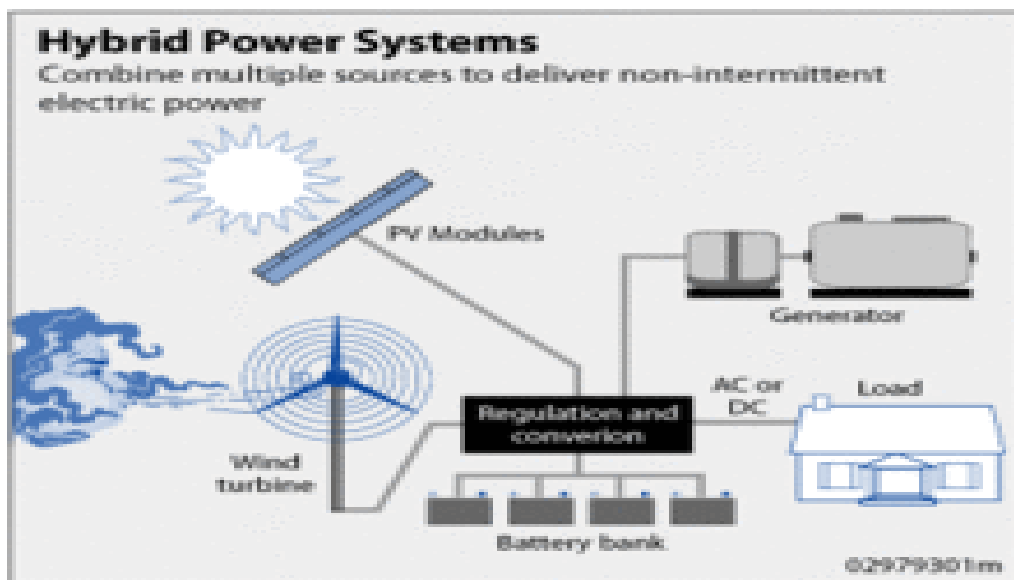 Hybrid Power Systems
Combine multiple sources to deliver non-intermittent
electric power
PV Modules
Generator
AC or
DC
Load
Regulation and
converion
Wind
turbine
Battery bank
02979301m